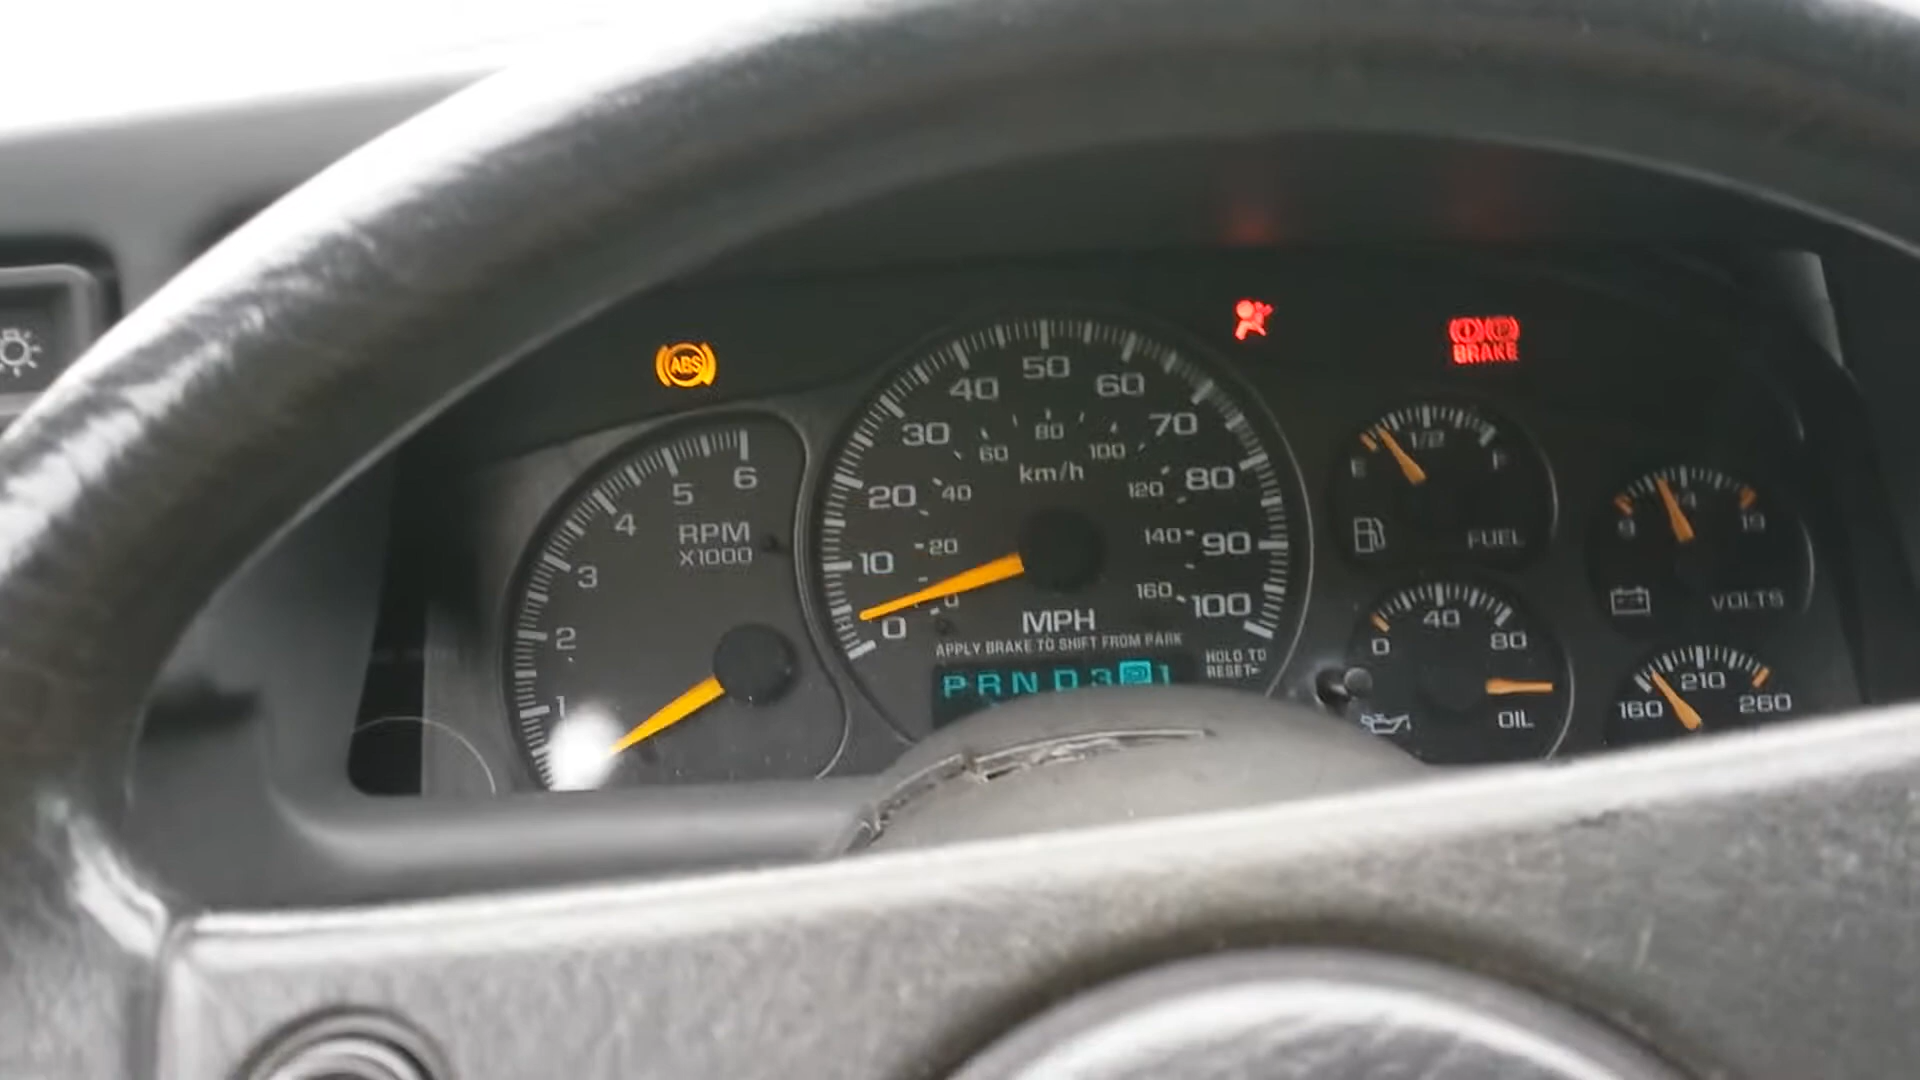 ABS
BRAKE
6
5
4
3
2
1
RPM
X1000
0
10
20
30
40
50
60
70
80
90
100
0
20
40
60
80
100
120
140
160
km/h
MPH
APPLY BRAKE TO SHIFT FROM PARK
PRND321
HOLD TO
RESET
E
1/2
F
FUEL
9
19
VOLTS
0
40
80
OIL
160
210
260